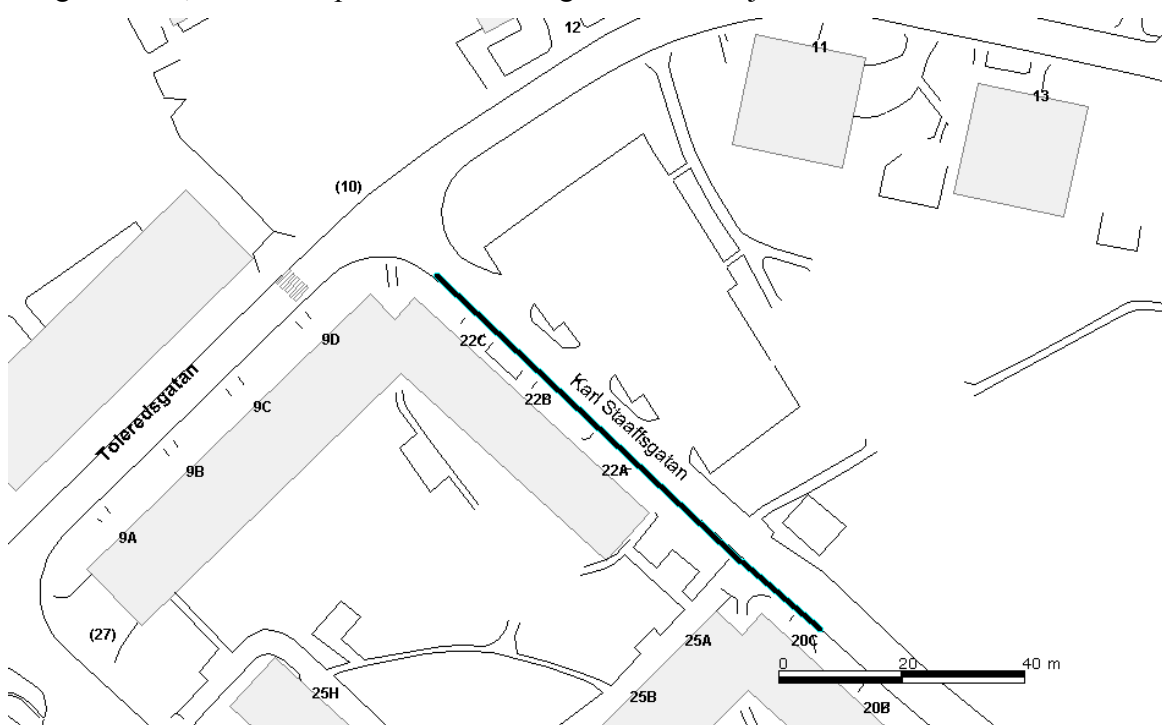 12
11
13
(10)
9D
22C
Toleredsgatan
22B
Karl Staaffsgatan
9C
9B
22A
9A
(27)
25A
20C
0 20 40 m
25H
25B
20B